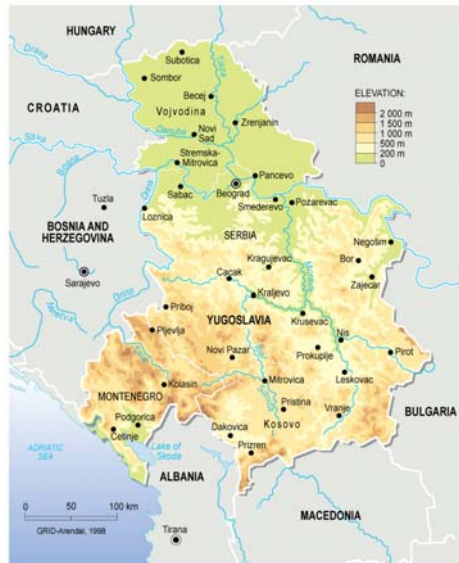 HUNGARY
Drava
Subotica
Tisza
ROMANIA
Sombor
ELEVATION:
2 000 m
1 500 m
1 000 m
500 m
200 m
0
Becej
Vojvodina
CROATIA
Zrenjanin
Danube
Novi
Sad
Sava
Bosna
Stremska-
Mitrovica
Pancevo
Drina
Sabac
Beograd
Tuzla
Smederevo
Pozarevac
Loznica
BOSNIA AND
HERZEGOVINA
SERBIA
Negotim
Bor
Kragujevac
Zajecar
Sarajevo
Cacak
Drina
Kraljevo
Neretva
Priboj
YUGOSLAVIA
Krusevac
Pljevlja
Nis
Novi Pazar
Prokuplje
Pirot
Kolasin
Mitrovica
Leskovac
MONTENEGRO
Pristina
Vranje
BULGARIA
Podgorica
Kosovo
Cetinje
Dakovica
ADRIATIC
SEA
Lake of
Skoda
Prizren
ALBANIA
0 50 100 km
GRID-Arendal, 1998
MACEDONIA
Tirana